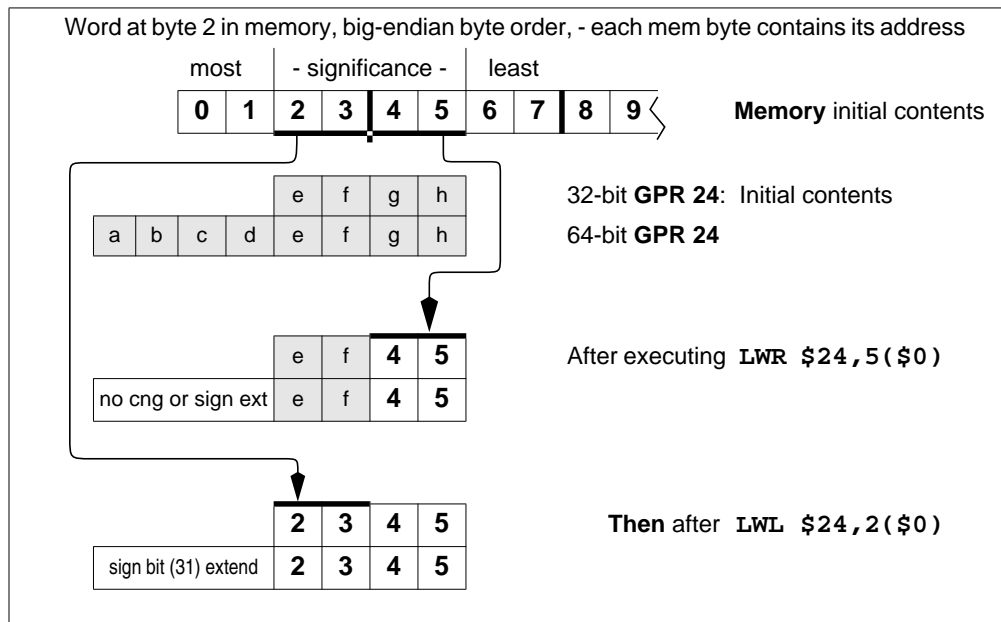 Word at byte 2 in memory, big-endian byte order, - each mem byte contains its address
most - significance - least
0 1 2 3 4 5 6 7 8 9 Memory initial contents
e f g h 32-bit GPR 24: Initial contents
a b c d e f g h 64-bit GPR 24
e f 4 5 After executing LWR $24,5($0)
no cng or sign ext e f 4 5
2 3 4 5 Then after LWL $24,2($0)
sign bit (31) extend 2 3 4 5